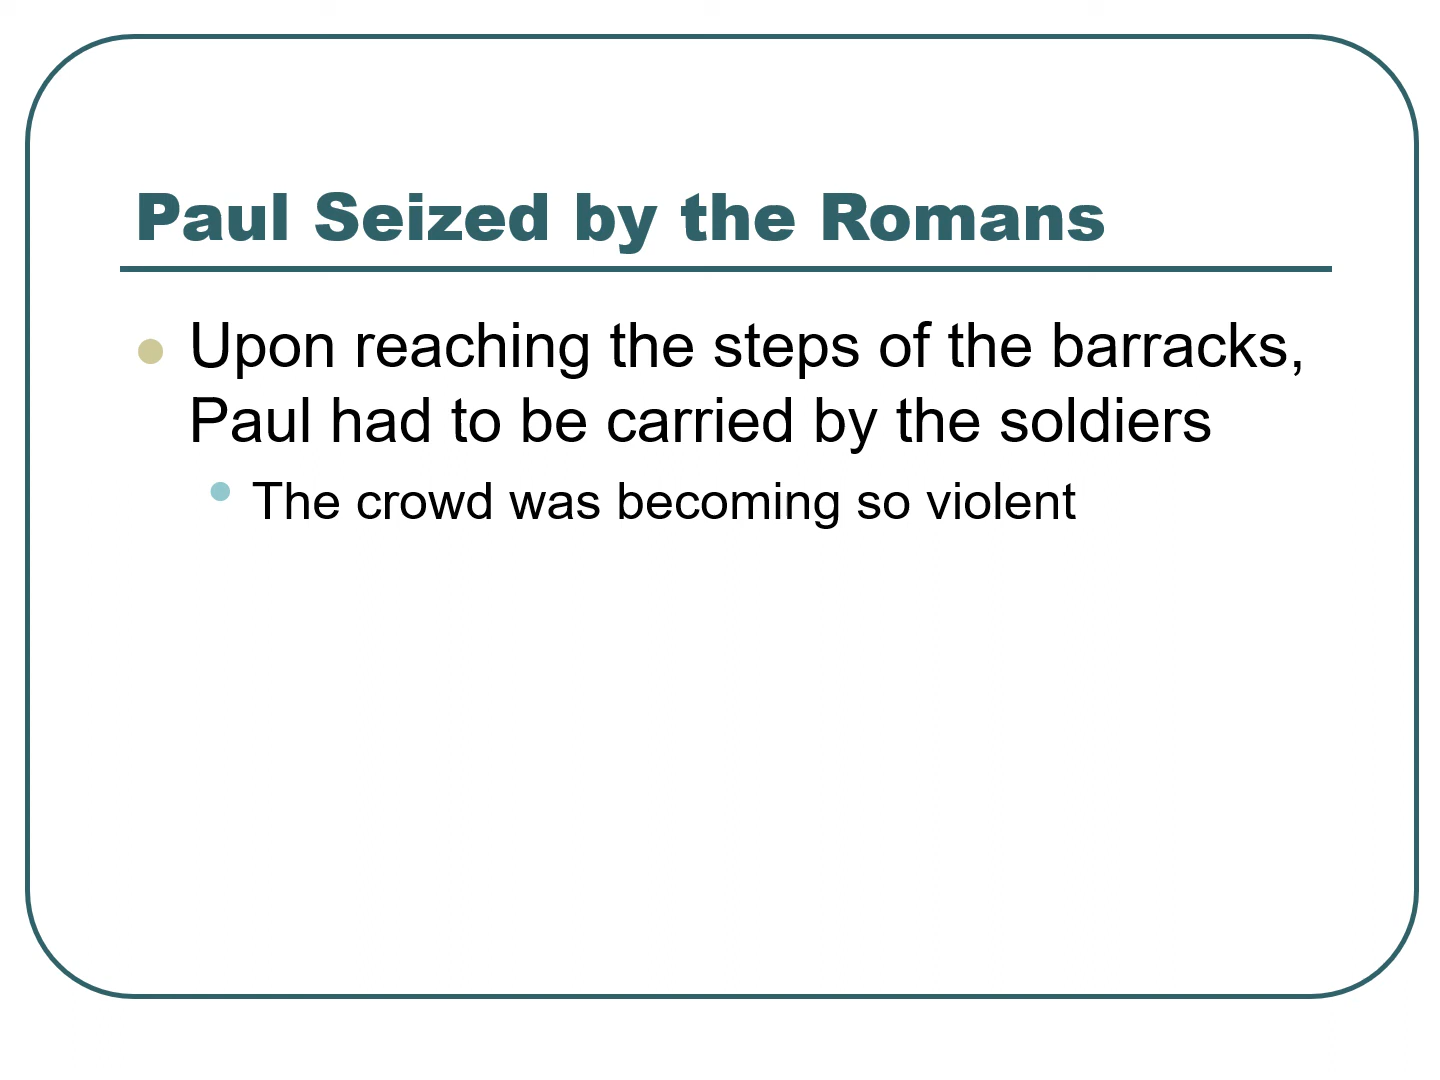 Paul Seized by the Romans
Upon reaching the steps of the barracks,
Paul had to be carried by the soldiers
The crowd was becoming so violent